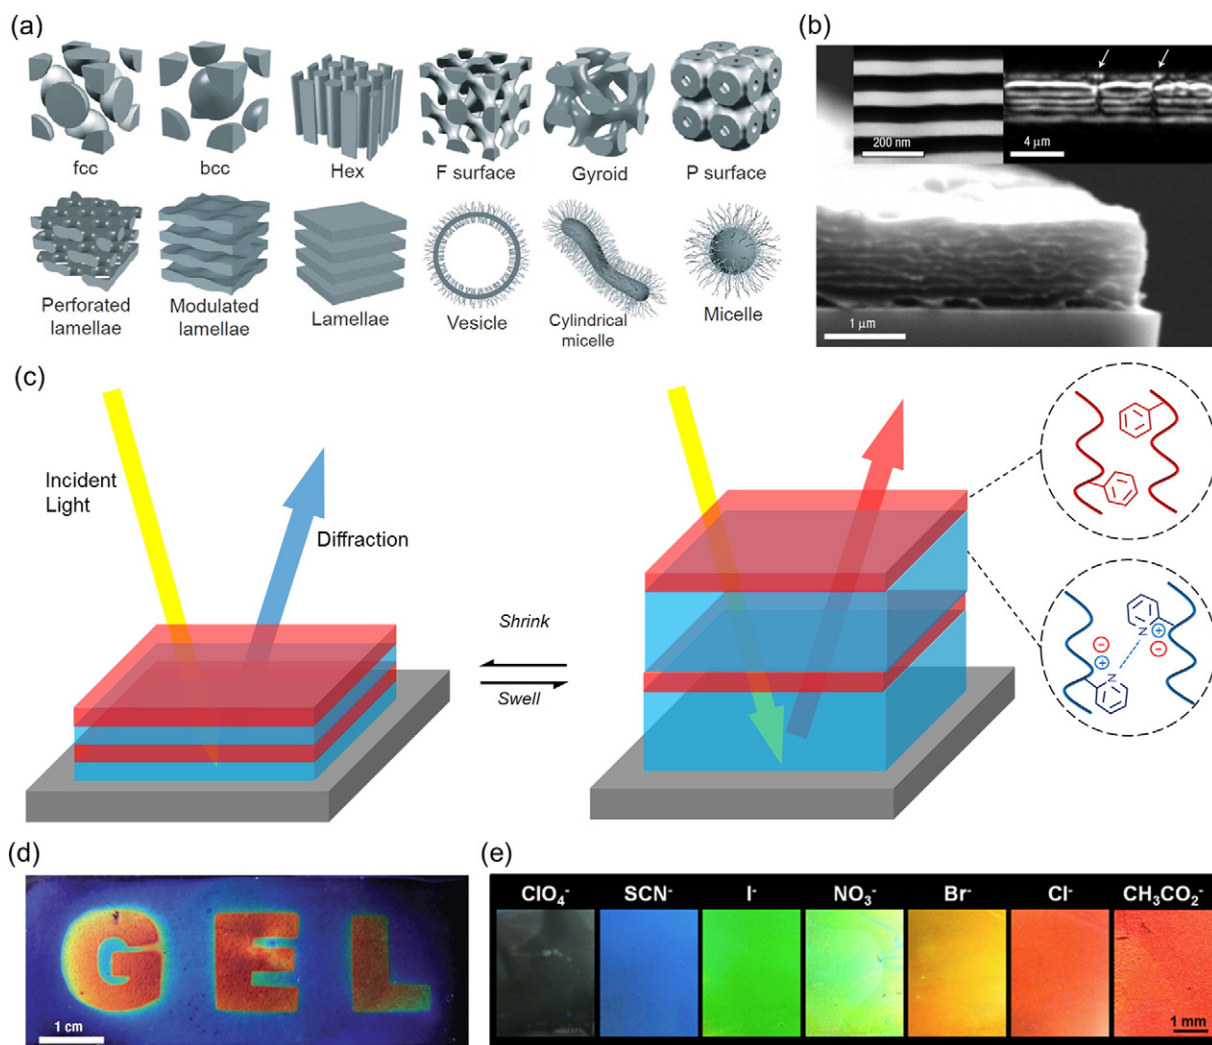 (a)
fcc
bcc
Hex
F surface
Gyroid
P surface
Perforated
lamellae
Modulated
lamellae
Lamellae
Vesicle
Cylindrical
micelle
Micelle
(b)
200 nm
4 μm
1 μm
(c)
Incident
Light
Diffraction
Shrink
Swell
N
N
(d)
GEL
1 cm
(e)
ClO₄⁻
SCN⁻
I⁻
NO₃⁻
Br⁻
Cl⁻
CH₃CO₂⁻
1 mm